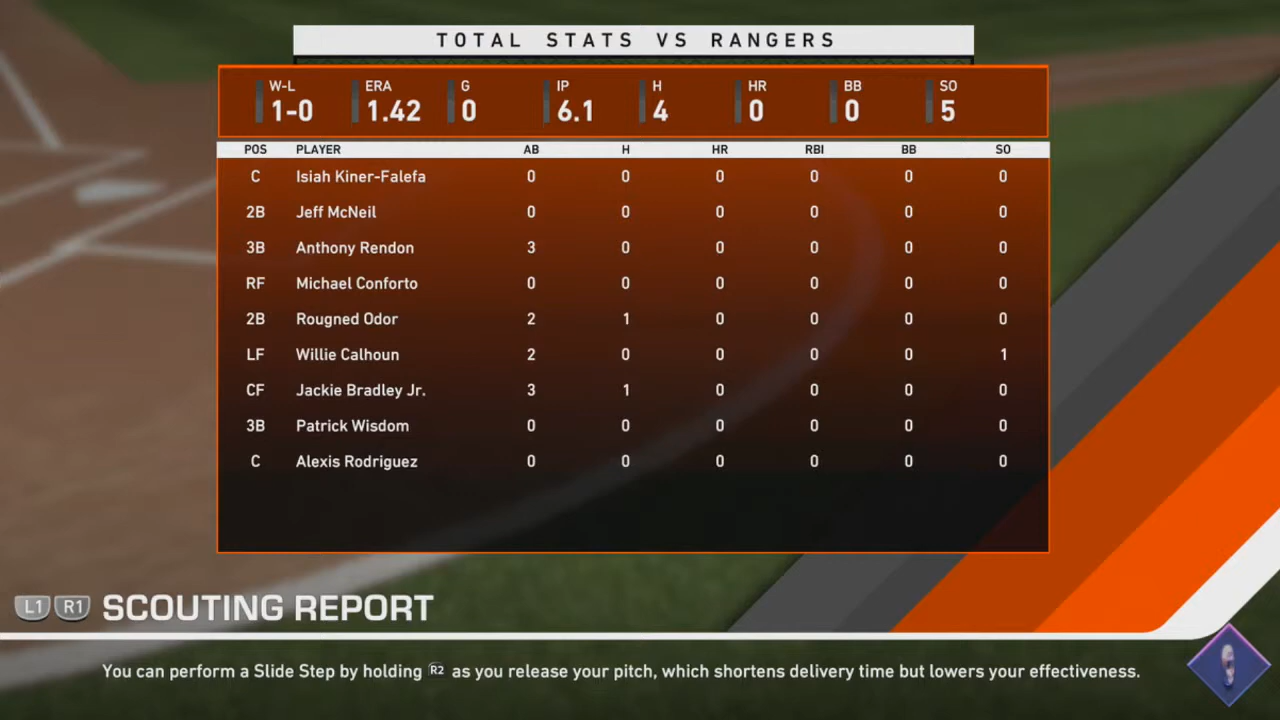 TOTAL STATS VS RANGERS
W-L ERA G IP H HR BB SO
1-0 1.42 0 6.1 4 0 0 5
POS PLAYER AB H HR RBI BB SO
C Isiah Kiner-Falefa 0 0 0 0 0 0
2B Jeff McNeil 0 0 0 0 0 0
3B Anthony Rendon 3 0 0 0 0 0
RF Michael Conforto 0 0 0 0 0 0
2B Rougned Odor 2 1 0 0 0 0
LF Willie Calhoun 2 0 0 0 0 1
CF Jackie Bradley Jr. 3 1 0 0 0 0
3B Patrick Wisdom 0 0 0 0 0 0
C Alexis Rodriguez 0 0 0 0 0 0
L1 R1 SCOUTING REPORT
You can perform a Slide Step by holding R2 as you release your pitch, which shortens delivery time but lowers your effectiveness.